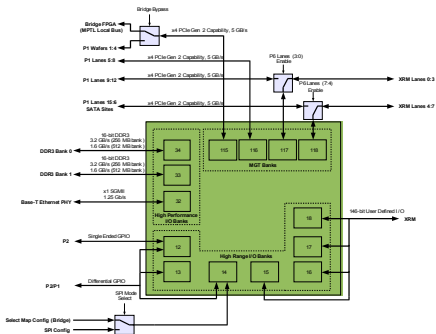 Bridge Bypass
Bridge FPGA
(MPTL Local Bus)
x4 PCIe Gen 2 Capability, 5 GB/s
P1 Wafers 1:4
P1 Lanes 5:8
x4 PCIe Gen 2 Capability, 5 GB/s
P6 Lanes (3:0)
Enable
P1 Lanes 9:12
x4 PCIe Gen 2 Capability, 5 GB/s
XRM Lanes 0:3
P6 Lanes (7:4)
Enable
P1 Lanes 15:6
SATA Sites
x4 PCIe Gen 2 Capability, 5 GB/s
XRM Lanes 4:7
16-bit DDR3
3.2 GB/s (256 MB bank)
1.6 GB/s (512 MB bank)
DDR3 Bank 0
34
115
116
117
118
MGT Banks
16-bit DDR3
3.2 GB/s (256 MB bank)
1.6 GB/s (512 MB bank)
DDR3 Bank 1
33
x1 SGMII
1.25 Gb/s
Base-T Ethernet PHY
32
High Performance
I/O Banks
18
146-bit User Defined I/O
XRM
Single Ended GPIO
P2
12
17
High Range I/O Banks
13
14
15
16
Differential GPIO
P2/P1
SPI Mode
Select
Select Map Config (Bridge)
SPI Config